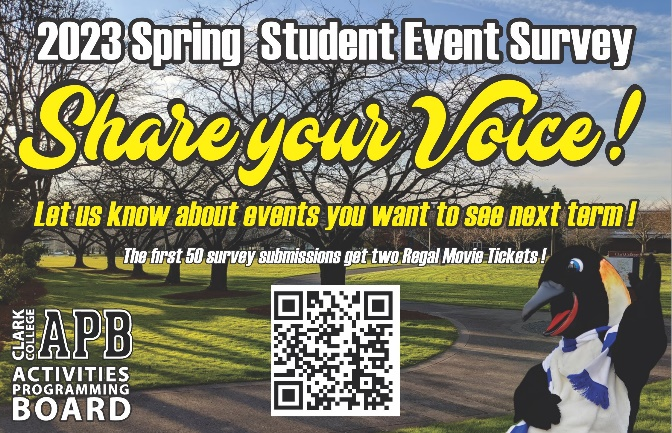 2023 Spring Student Event Survey
Share your Voice!
Let us know about events you want to see next term!
The first 50 survey submissions get two Regal Movie Tickets!
CLARK
COLLEGE
APB
ACTIVITIES
PROGRAMMING
BOARD